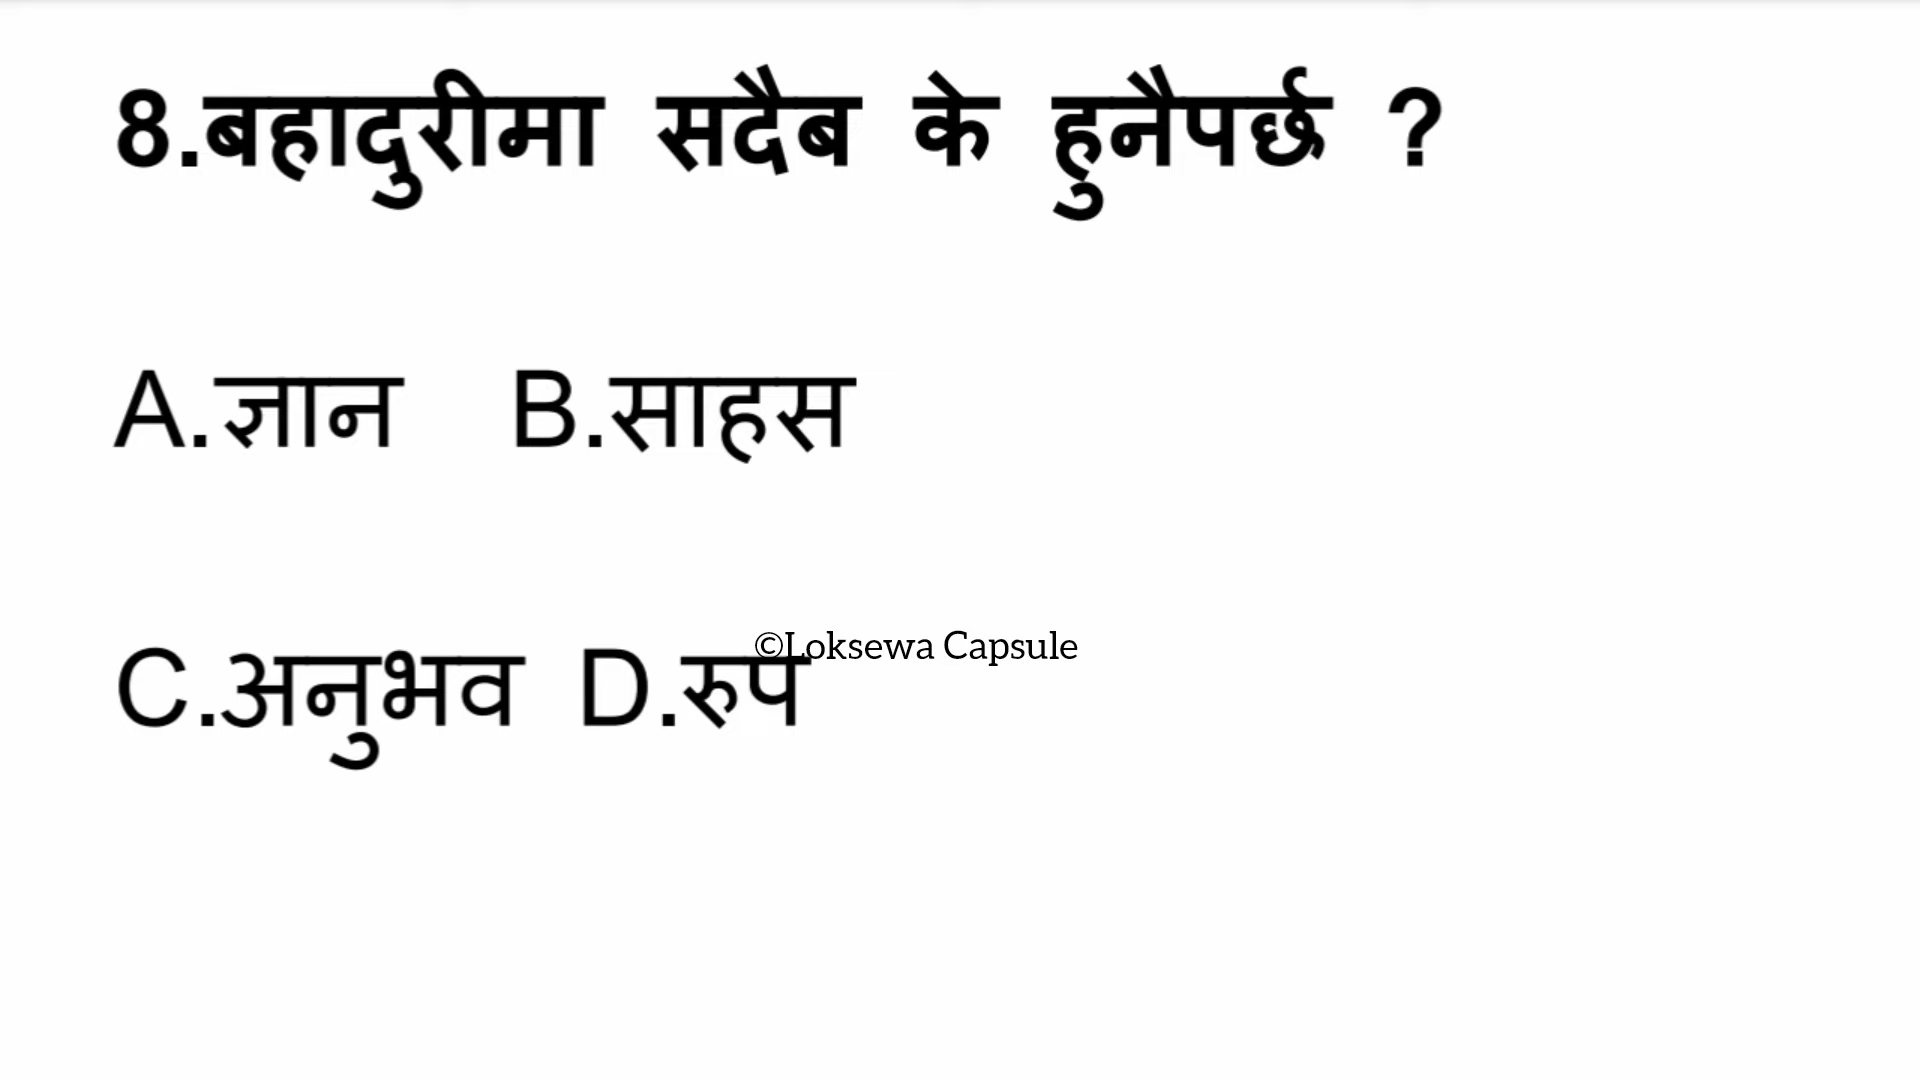 8.बहादुरीमा सदैब के हुनैपर्छ ?
A.ज्ञान B.साहस
©Loksewa Capsule
C.अनुभव D.रुप